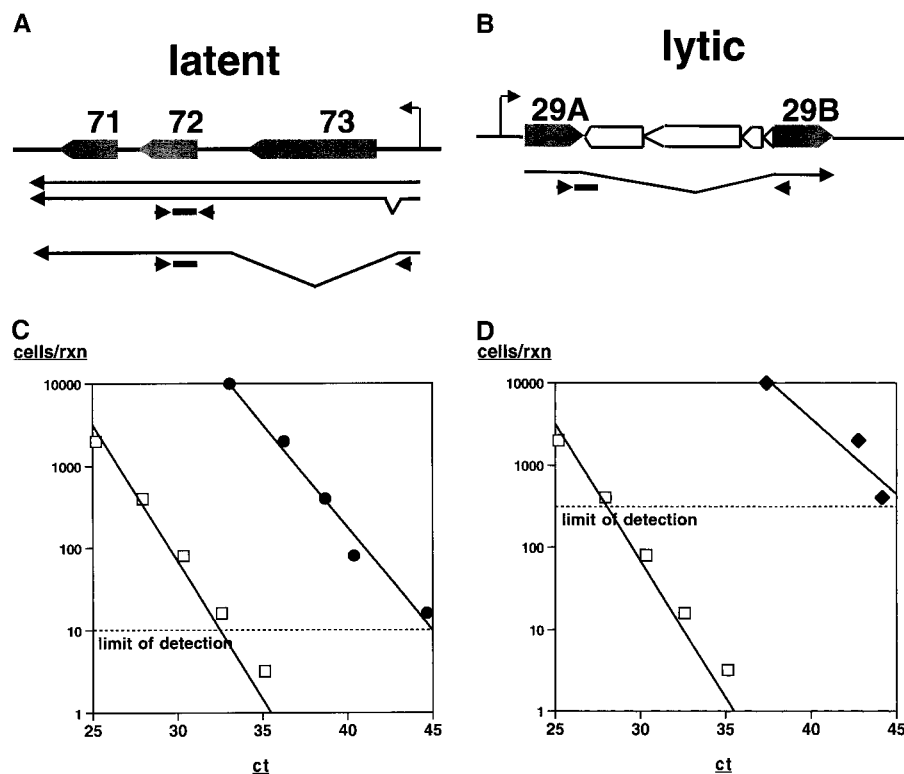 A
latent
71 72 73
B
lytic
29A 29B
C
cells/rxn
10000
1000
100
10
1
limit of detection
25 30 35 40 45
ct
D
cells/rxn
10000
1000
100
10
1
limit of detection
25 30 35 40 45
ct